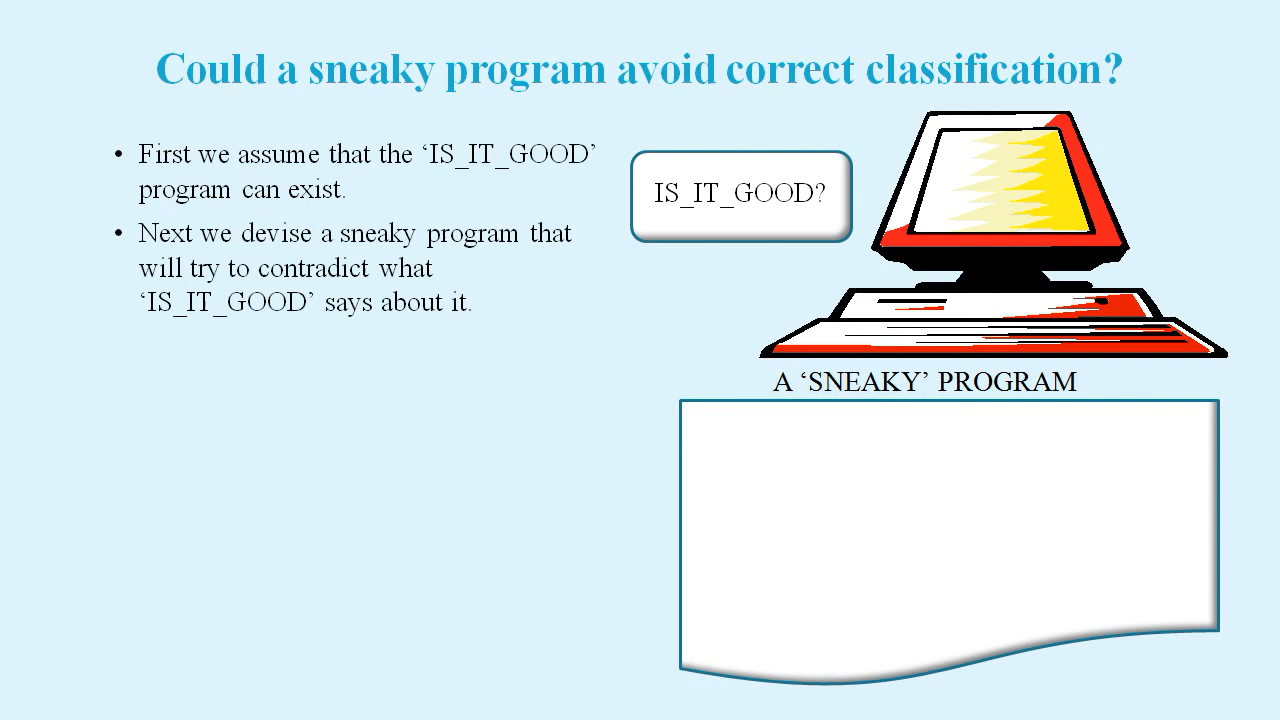 Could a sneaky program avoid correct classification?
• First we assume that the ‘IS_IT_GOOD’
program can exist.
• Next we devise a sneaky program that
will try to contradict what
‘IS_IT_GOOD’ says about it.
IS_IT_GOOD?
A ‘SNEAKY’ PROGRAM